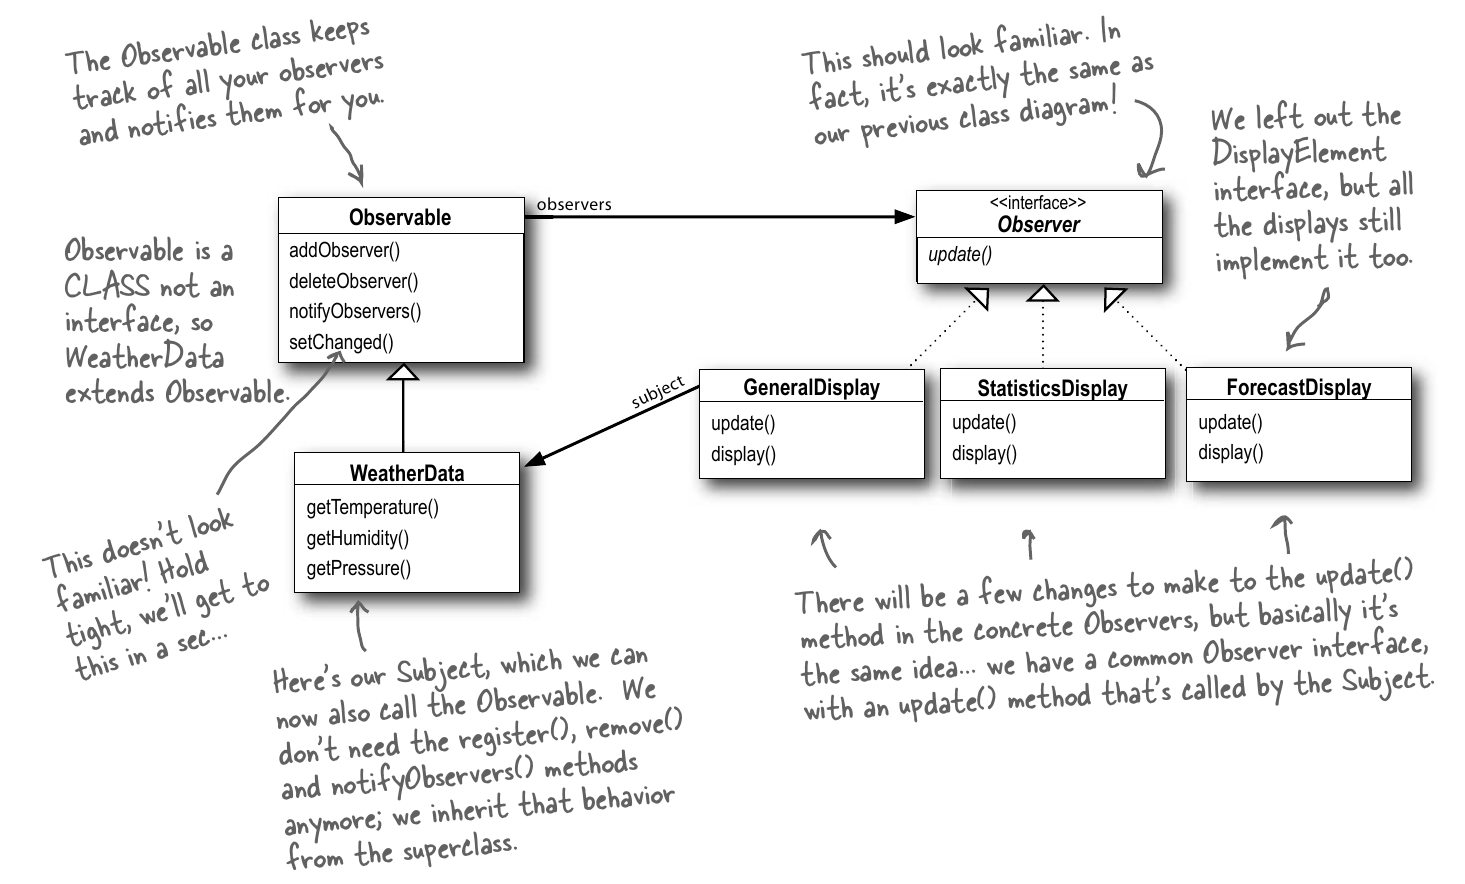 The Observable class keeps
track of all your observers
and notifies them for you.
This should look familiar. In
fact, it's exactly the same as
our previous class diagram!
We left out the
DisplayElement
interface, but all
the displays still
implement it too.
Observable is a
CLASS not an
interface, so
WeatherData
extends Observable.
Observable
addObserver()
deleteObserver()
notifyObservers()
setChanged()
observers
<<interface>>
Observer
update()
subject
GeneralDisplay
update()
display()
StatisticsDisplay
update()
display()
ForecastDisplay
update()
display()
WeatherData
getTemperature()
getHumidity()
getPressure()
This doesn't look
familiar! Hold
tight, we'll get to
this in a sec...
Here's our Subject, which we can
now also call the Observable. We
don't need the register(), remove()
and notifyObservers() methods
anymore; we inherit that behavior
from the superclass.
There will be a few changes to make to the update()
method in the concrete Observers, but basically it's
the same idea... we have a common Observer interface,
with an update() method that's called by the Subject.